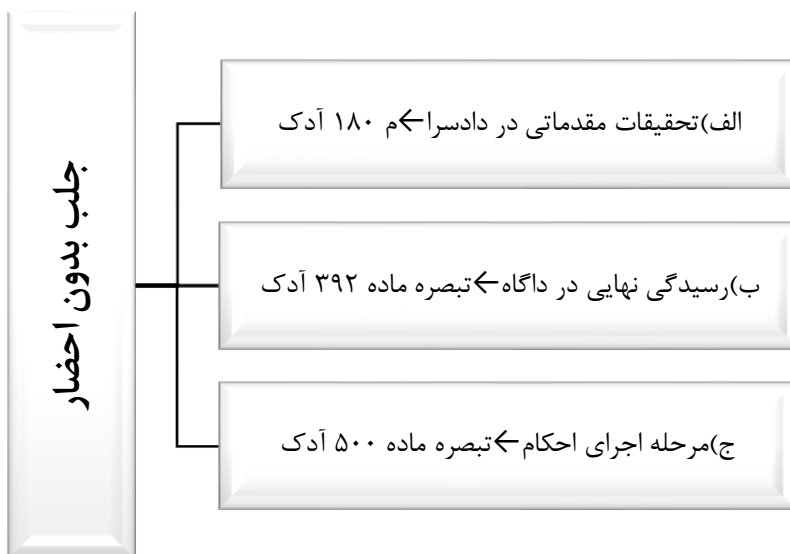 جلب بدون احضار
الف)تحقیقات مقدماتی در دادسرا←م ۱۸۰ آدک
ب)رسیدگی نهایی در داگاه←تبصره ماده ۳۹۲ آدک
ج)مرحله اجرای احکام←تبصره ماده ۵۰۰ آدک